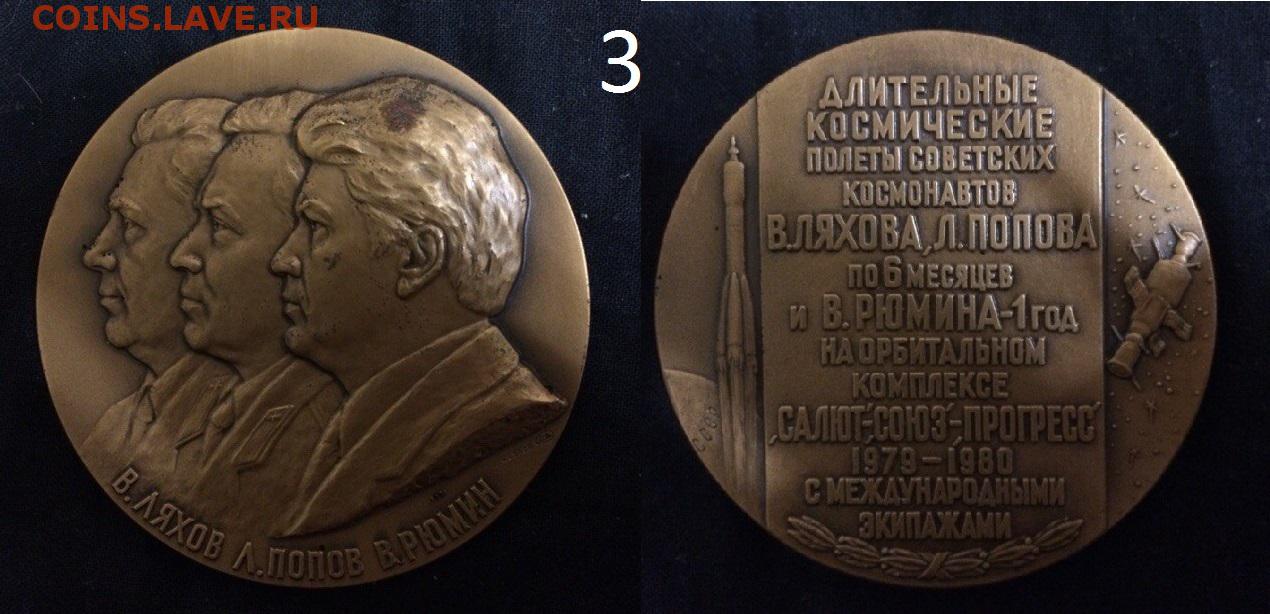 COINS.LAVE.RU
3
В.ЛЯХОВ Л.ПОПОВ В.РЮМИН
ДЛИТЕЛЬНЫЕ
КОСМИЧЕСКИЕ
ПОЛЕТЫ СОВЕТСКИХ
КОСМОНАВТОВ
В.ЛЯХОВА, Л.ПОПОВА
ПО 6 МЕСЯЦЕВ
И В. РЮМИНА-1 ГОД
НА ОРБИТАЛЬНОМ
КОМПЛЕКСЕ
"САЛЮТ"-"СОЮЗ"-"ПРОГРЕСС"
1979-1980
С МЕЖДУНАРОДНЫМИ
ЭКИПАЖАМИ
СССР